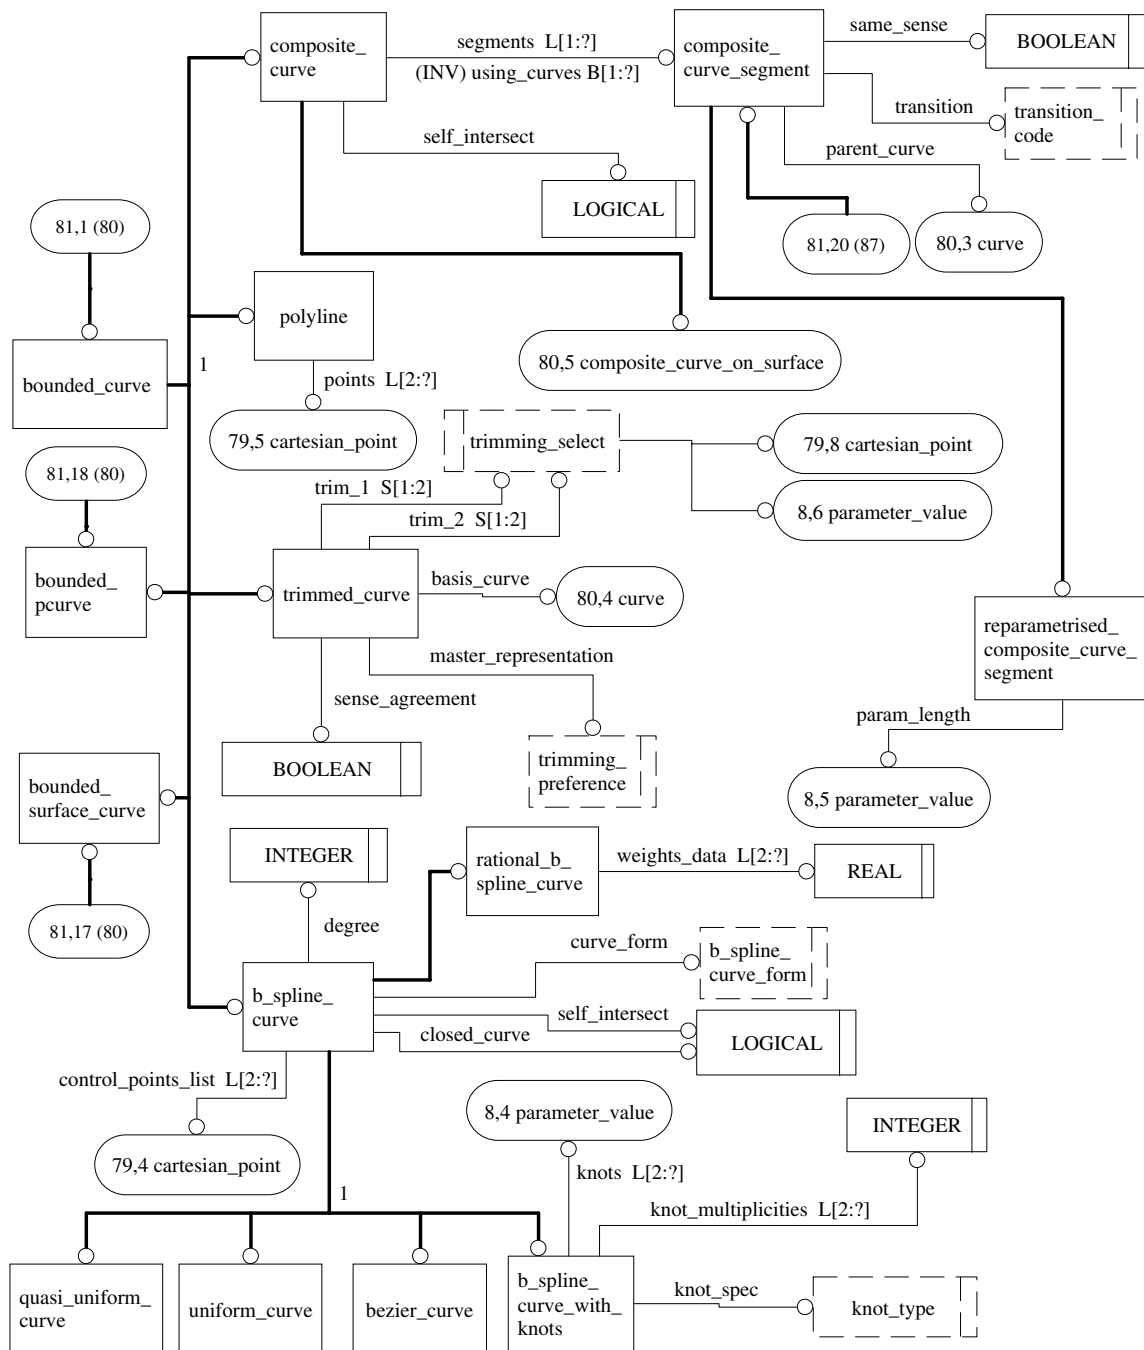 composite_
curve
segments  L[1:?]
(INV) using_curves B[1:?]
composite_
curve_segment
same_sense
BOOLEAN
transition
transition_
code
self_intersect
parent_curve
LOGICAL
81,1 (80)
81,20 (87)
80,3 curve
polyline
80,5 composite_curve_on_surface
bounded_curve
1
points  L[2:?]
79,5 cartesian_point
trimming_select
79,8 cartesian_point
81,18 (80)
trim_1  S[1:2]
trim_2  S[1:2]
8,6 parameter_value
bounded_
pcurve
trimmed_curve
basis_curve
80,4 curve
reparametrised_
composite_curve_
segment
master_representation
sense_agreement
param_length
BOOLEAN
trimming_
preference
bounded_
surface_curve
8,5 parameter_value
INTEGER
rational_b_
spline_curve
weights_data  L[2:?]
REAL
81,17 (80)
degree
curve_form
b_spline_
curve_form
b_spline_
curve
self_intersect
closed_curve
LOGICAL
control_points_list  L[2:?]
8,4 parameter_value
INTEGER
79,4 cartesian_point
knots  L[2:?]
1
knot_multiplicities  L[2:?]
quasi_uniform_
curve
uniform_curve
bezier_curve
b_spline_
curve_with_
knots
knot_spec
knot_type